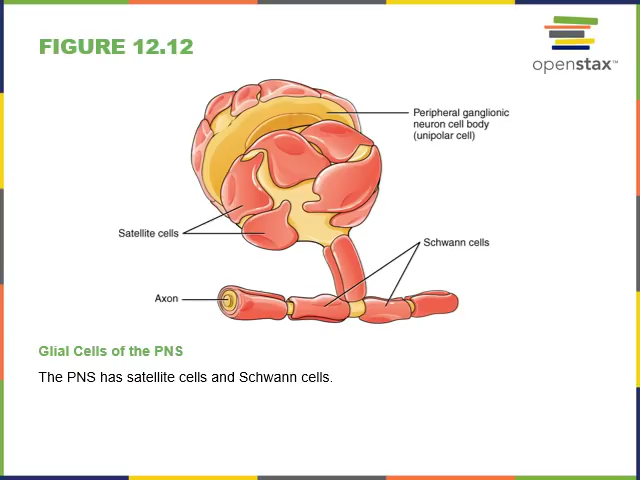 FIGURE 12.12
openstax™
Peripheral ganglionic
neuron cell body
(unipolar cell)
Satellite cells
Schwann cells
Axon
Glial Cells of the PNS
The PNS has satellite cells and Schwann cells.